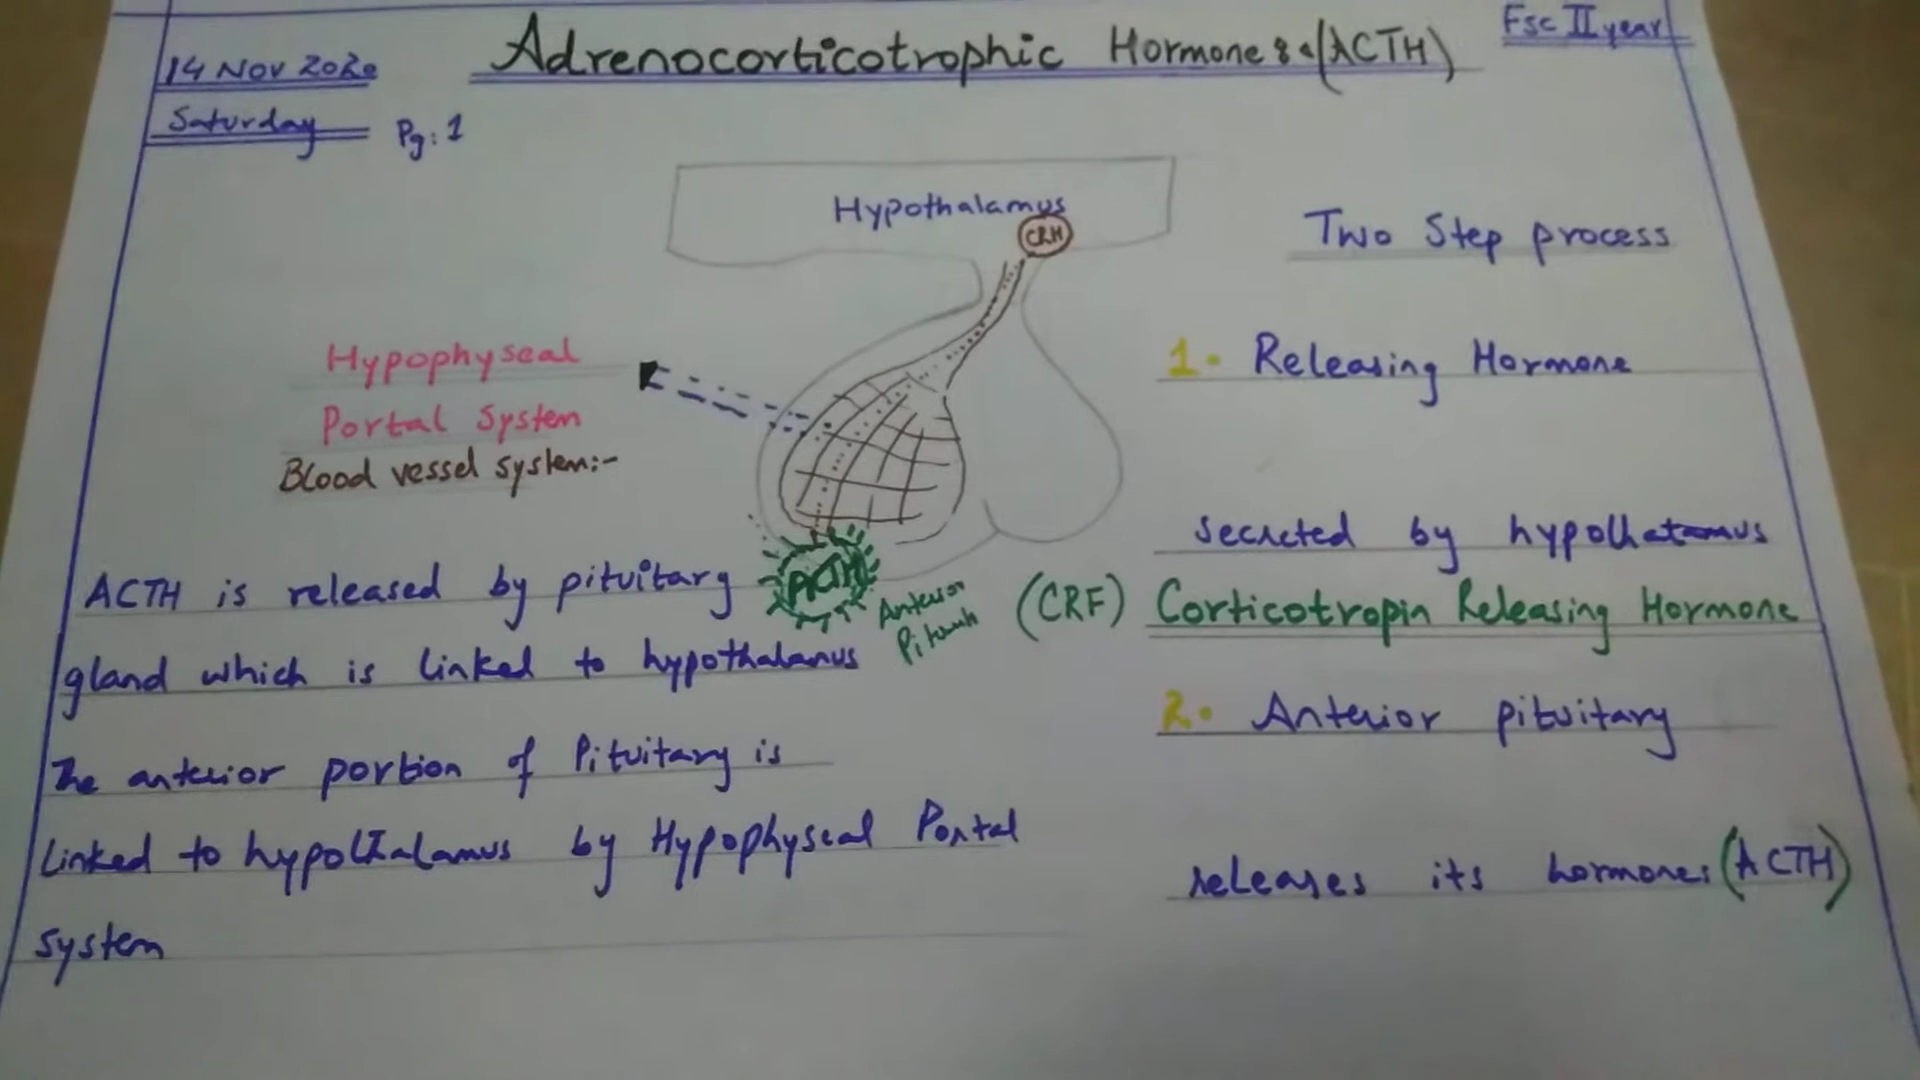 14 Nov 2020
Saturday
Pg: 1
Adrenocorticotrophic Hormone :- (ACTH)
Fsc II year
Hypothalamus
CRH
Hypophyseal
Portal System
Blood vessel system:-
ACTH
Anterior
ACTH is released by pituitary
gland which is linked to hypothalamus
The anterior portion of Pituitary is
Linked to hypothalamus by Hypophyseal Portal
system
Two Step process
1. Releasing Hormone
secreted by hypothalamus
(CRF) Corticotropin Releasing Hormone
2. Anterior pituitary
releases its hormones (ACTH)